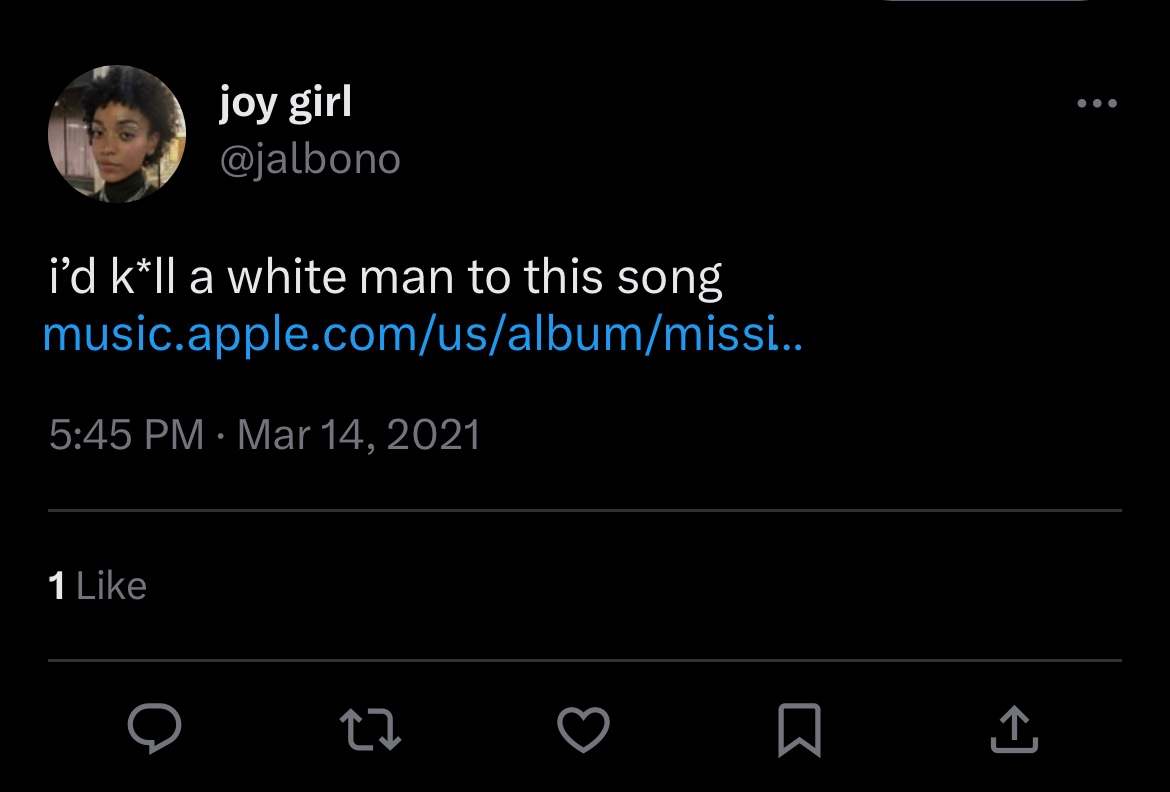 joy girl
@jalbono
i’d k*ll a white man to this song
music.apple.com/us/album/missi...
5:45 PM · Mar 14, 2021
1 Like